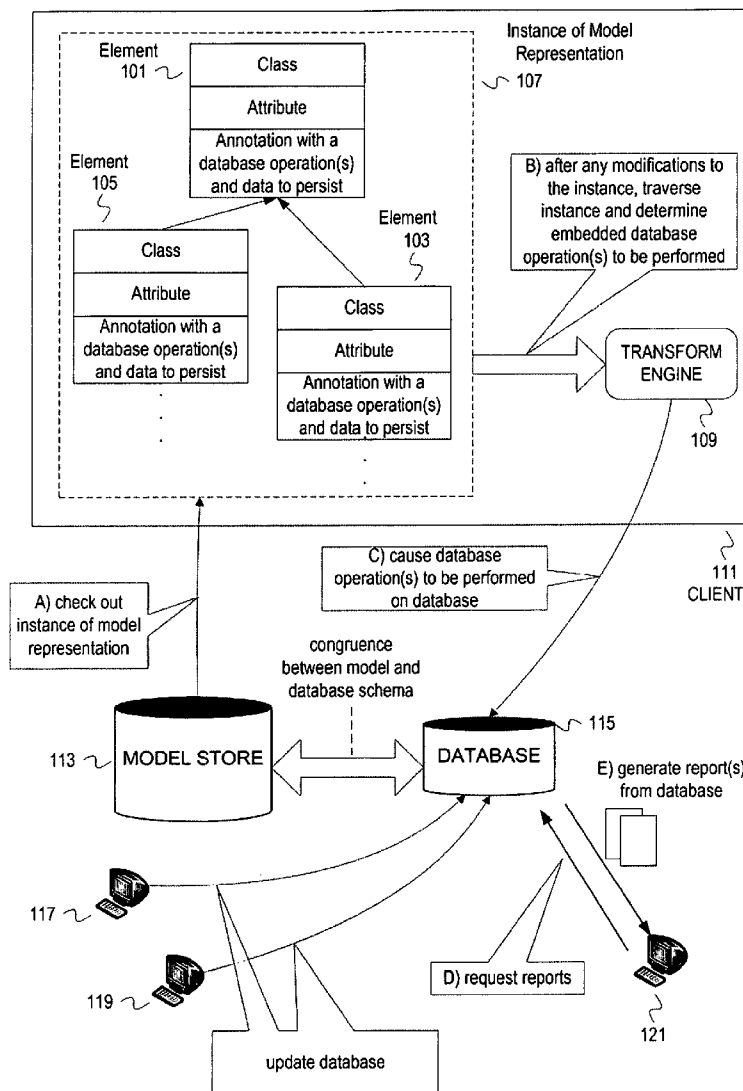 Element
101
Class
Attribute
Annotation with a
database operation(s)
and data to persist
Instance of Model
Representation
107
Element
105
Class
Attribute
Annotation with a
database operation(s)
and data to persist
Element
103
Class
Attribute
Annotation with a
database operation(s)
and data to persist
B) after any modifications to
the instance, traverse
instance and determine
embedded database
operation(s) to be performed
TRANSFORM
ENGINE
109
111
CLIENT
A) check out
instance of model
representation
C) cause database
operation(s) to be performed
on database
congruence
between model and
database schema
113
MODEL STORE
115
DATABASE
E) generate report(s)
from database
117
119
D) request reports
121
update database